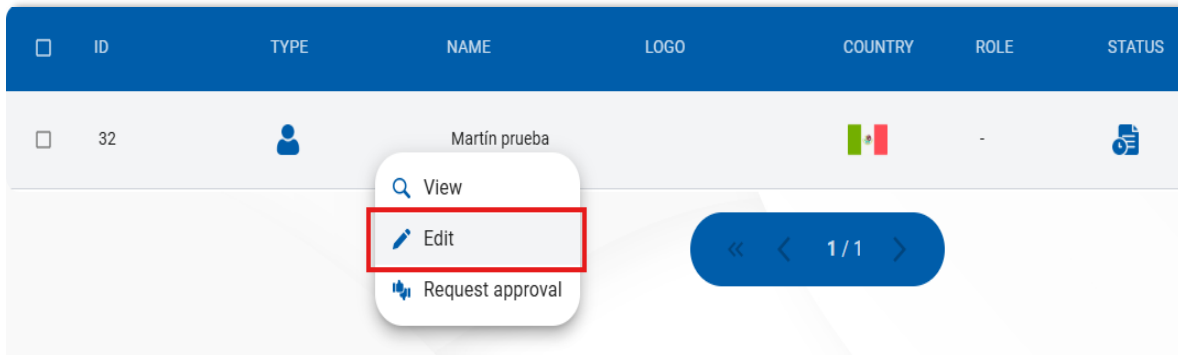 ID TYPE NAME LOGO COUNTRY ROLE STATUS
32 Martín prueba -
View
Edit
Request approval
« < 1 / 1 >